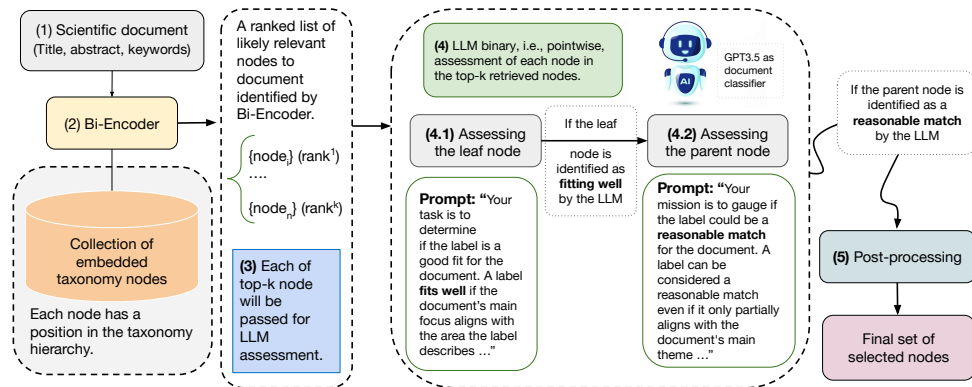 (1) Scientific document
(Title, abstract, keywords)
(2) Bi-Encoder
Collection of
embedded
taxonomy nodes
Each node has a
position in the taxonomy
hierarchy.
A ranked list of
likely relevant
nodes to
document
identified by
Bi-Encoder.
{node_i} (rank^1)
....
{node_n} (rank^k)
(3) Each of
top-k node
will be
passed for
LLM
assessment.
(4) LLM binary, i.e., pointwise,
assessment of each node in
the top-k retrieved nodes.
AI
GPT3.5 as
document
classifier
(4.1) Assessing
the leaf node
If the leaf
node is
identified as
fitting well
by the LLM
(4.2) Assessing
the parent node
Prompt: “Your
task is to
determine
if the label is a
good fit for the
document. A label
fits well if the
document's main
focus aligns with
the area the label
describes ...”
Prompt: “Your
mission is to gauge if
the label could be a
reasonable match
for the document. A
label can be
considered a
reasonable match
even if it only partially
aligns with the
document's main
theme ...”
If the parent node is
identified as a
reasonable match
by the LLM
(5) Post-processing
Final set of
selected nodes